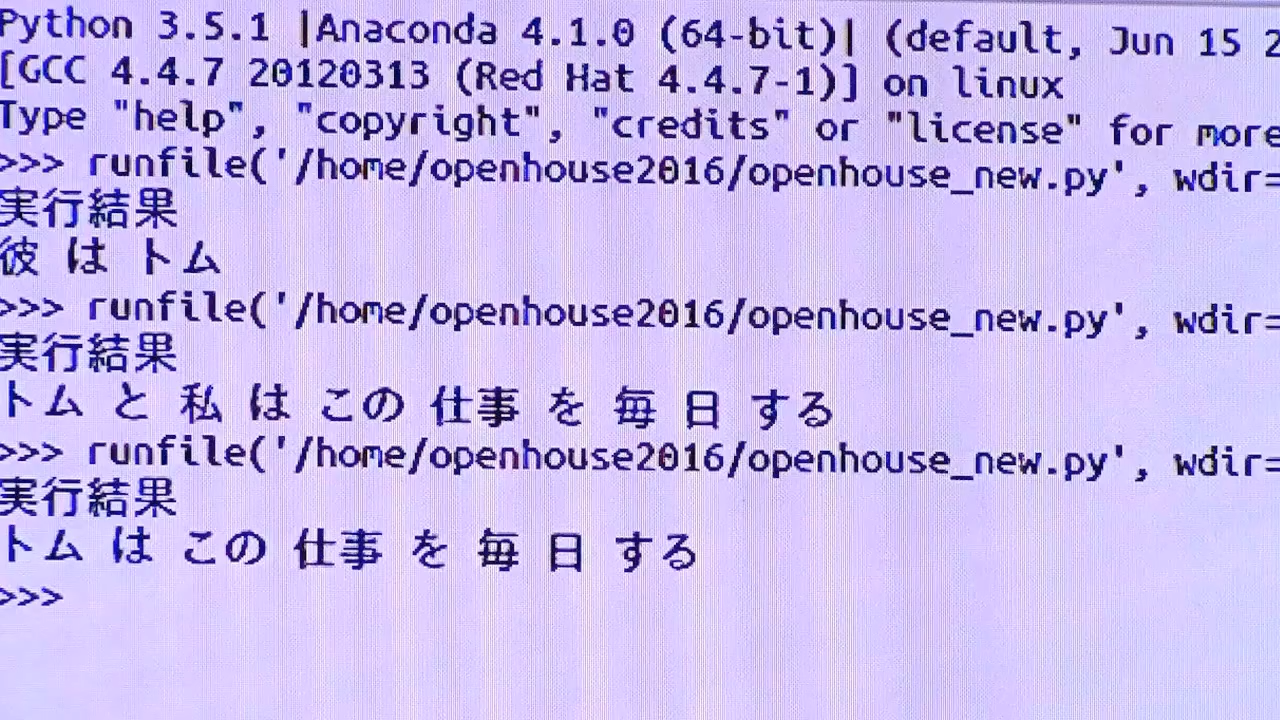 Python 3.5.1 |Anaconda 4.1.0 (64-bit)| (default, Jun 15 2
[GCC 4.4.7 20120313 (Red Hat 4.4.7-1)] on linux
Type "help", "copyright", "credits" or "license" for more
>>> runfile('/home/openhouse2016/openhouse_new.py', wdir=
実行結果
彼 は トム
>>> runfile('/home/openhouse2016/openhouse_new.py', wdir=
実行結果
トム と 私 は この 仕事 を 毎 日 する
>>> runfile('/home/openhouse2016/openhouse_new.py', wdir=
実行結果
トム は この 仕事 を 毎 日 する
>>>